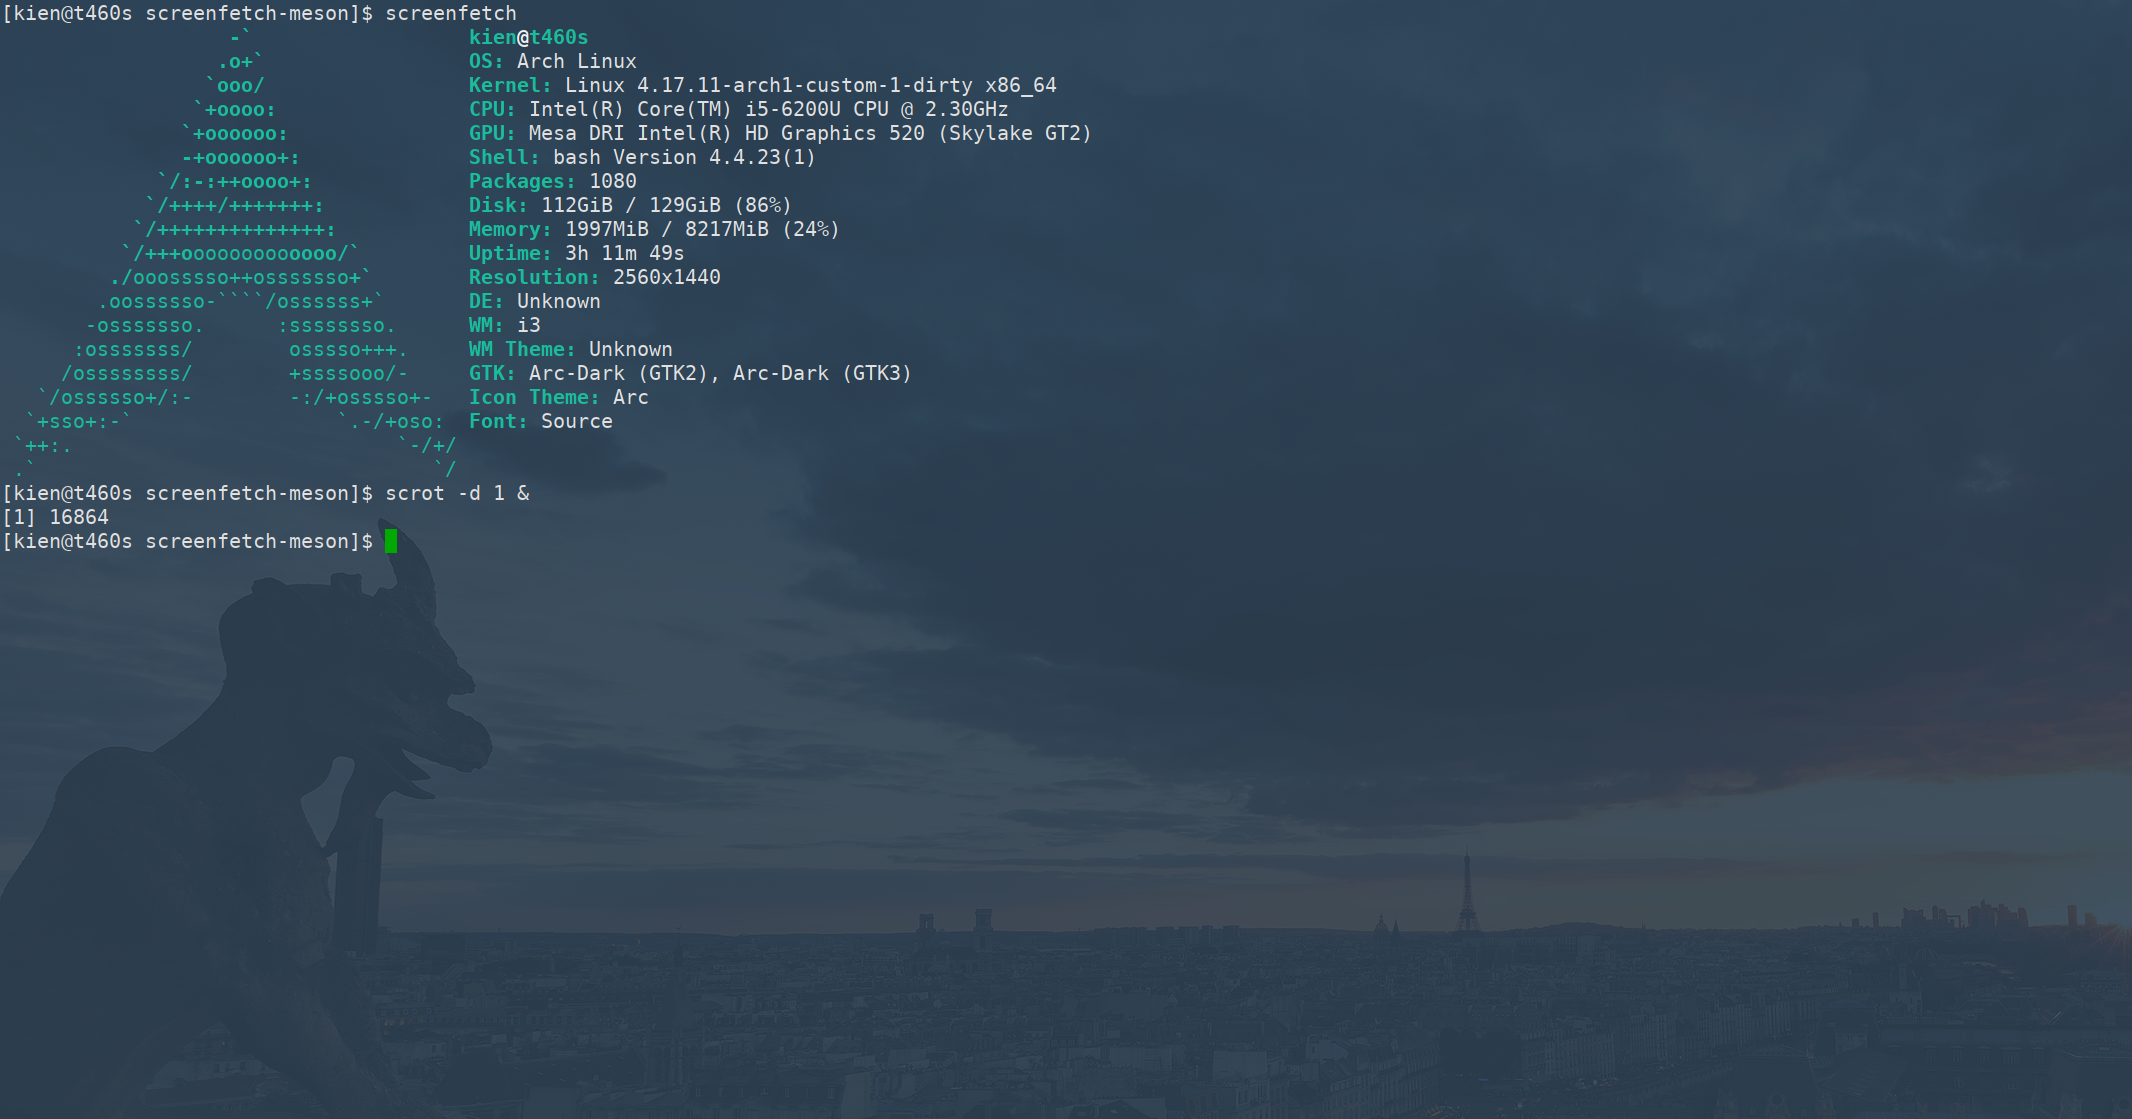 [kien@t460s screenfetch-meson]$ screenfetch
                   -`                  kien@t460s
                  .o+`                 OS: Arch Linux
                 `ooo/                 Kernel: Linux 4.17.11-arch1-custom-1-dirty x86_64
                `+oooo:                CPU: Intel(R) Core(TM) i5-6200U CPU @ 2.30GHz
               `+oooooo:               GPU: Mesa DRI Intel(R) HD Graphics 520 (Skylake GT2)
               -+oooooo+:              Shell: bash Version 4.4.23(1)
             `/:-:++oooo+:             Packages: 1080
            `/++++/+++++++:            Disk: 112GiB / 129GiB (86%)
           `/++++++++++++++:           Memory: 1997MiB / 8217MiB (24%)
          `/+++ooooooooooooo/`         Uptime: 3h 11m 49s
         ./ooosssso++osssssso+`        Resolution: 2560x1440
        .oossssso-````/ossssss+`       DE: Unknown
       -osssssso.      :ssssssso.      WM: i3
      :osssssss/        osssso+++.     WM Theme: Unknown
     /ossssssss/        +ssssooo/-     GTK: Arc-Dark (GTK2), Arc-Dark (GTK3)
   `/ossssso+/:-        -:/+osssso+-   Icon Theme: Arc
  `+sso+:-`                 `.-/+oso:  Font: Source
 `++:.                           `-/+/
 .`                                 `/
[kien@t460s screenfetch-meson]$ scrot -d 1 &
[1] 16864
[kien@t460s screenfetch-meson]$